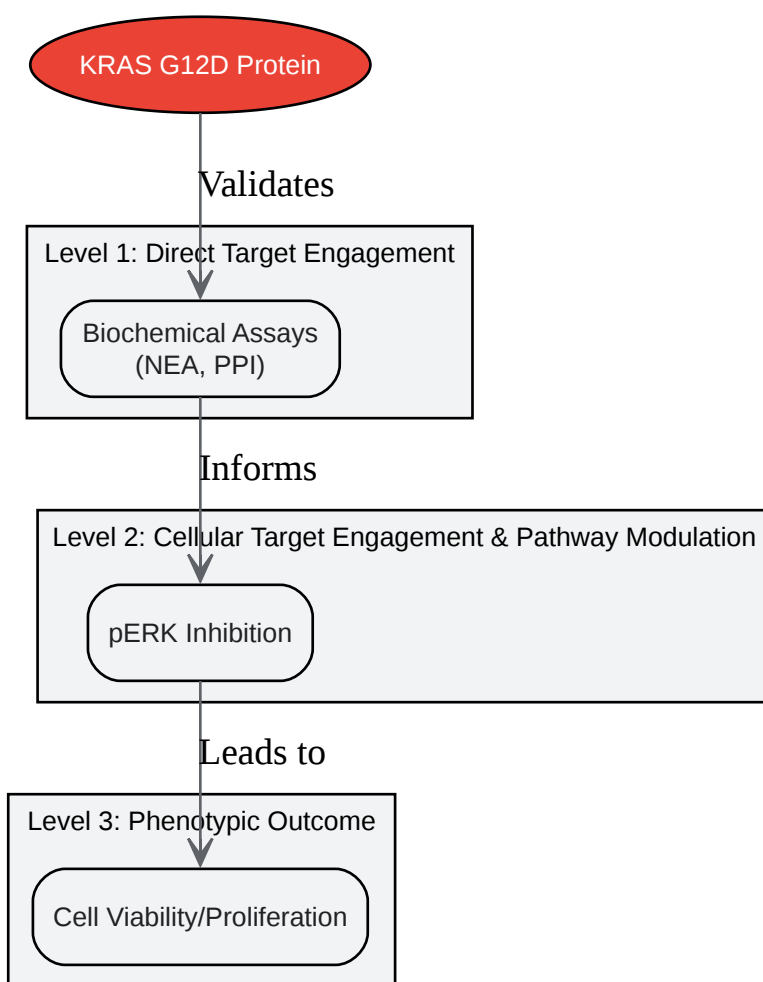 KRAS G12D Protein
Validates
Level 1: Direct Target Engagement
Biochemical Assays
(NEA, PPI)
Informs
Level 2: Cellular Target Engagement & Pathway Modulation
pERK Inhibition
Leads to
Level 3: Phenotypic Outcome
Cell Viability/Proliferation